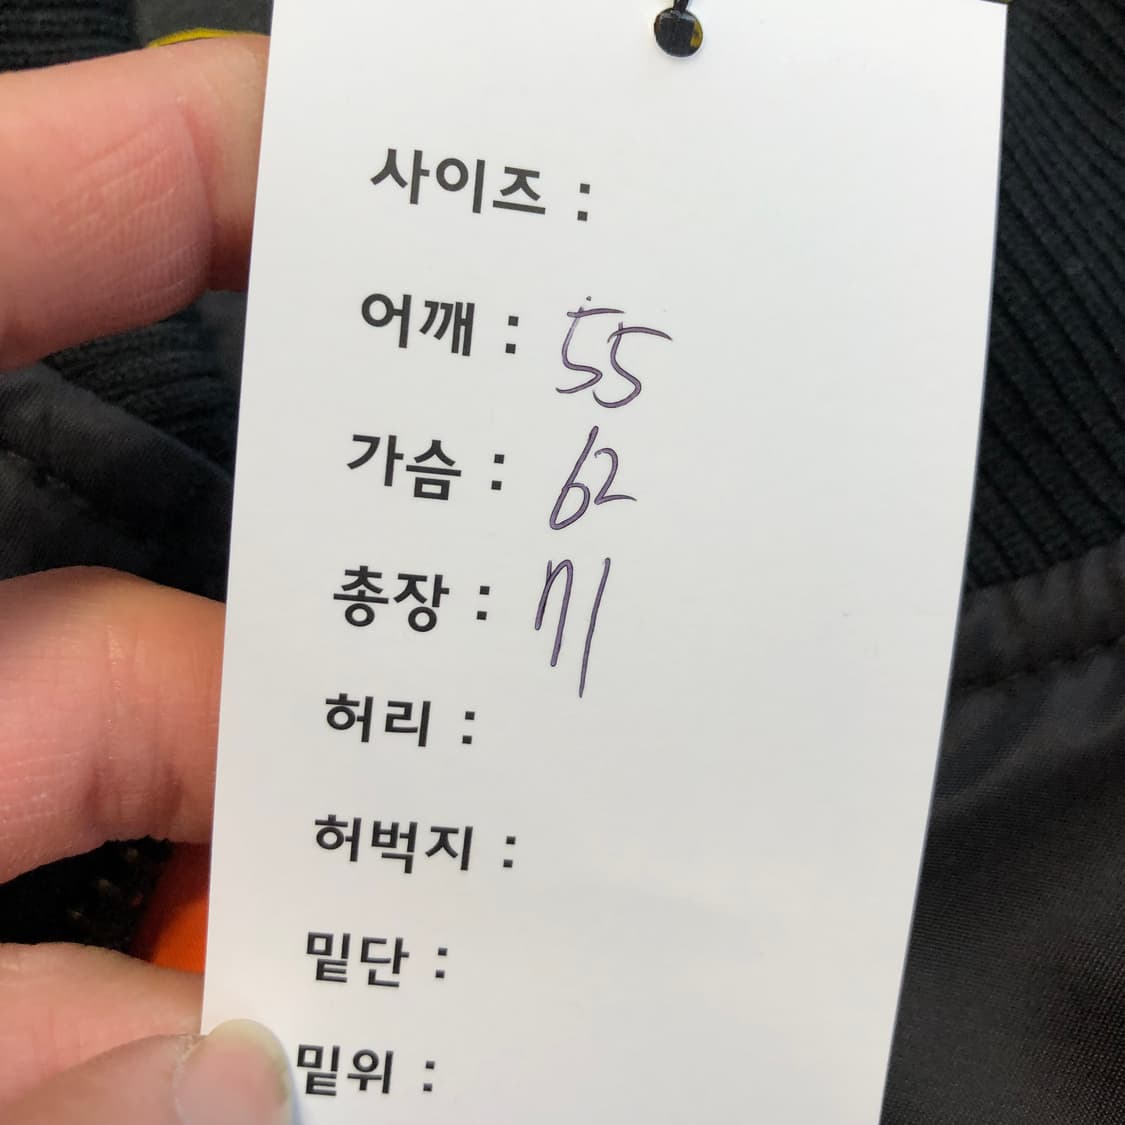 사이즈 :
어깨 : 55
가슴 : 62
총장 : 71
허리 :
허벅지 :
밑단 :
밑위 :